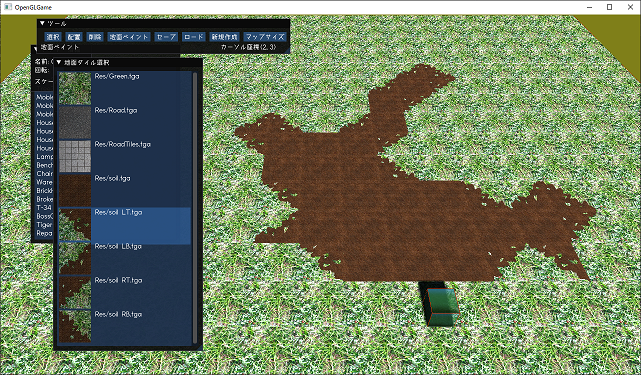 OpenGLGame
▼ ツール
選択 配置 削除 地面ペイント セーブ ロード 新規作成 マップサイズ
地面ペイント カーソル座標(2, 3)
▼ 地面タイル選択
名前:
回転:
スケー
Res/Green.tga
Res/Road.tga
Res/RoadTiles.tga
Res/soil.tga
Res/soil_LT.tga
Res/soil_LB.tga
Res/soil_RT.tga
Res/soil_RB.tga
Moble
Moble
Moble
House
House
House
House
Lamp
Bench
Chair
Ware
Brick
Broke
T-34
Boss
Tiger
Repa